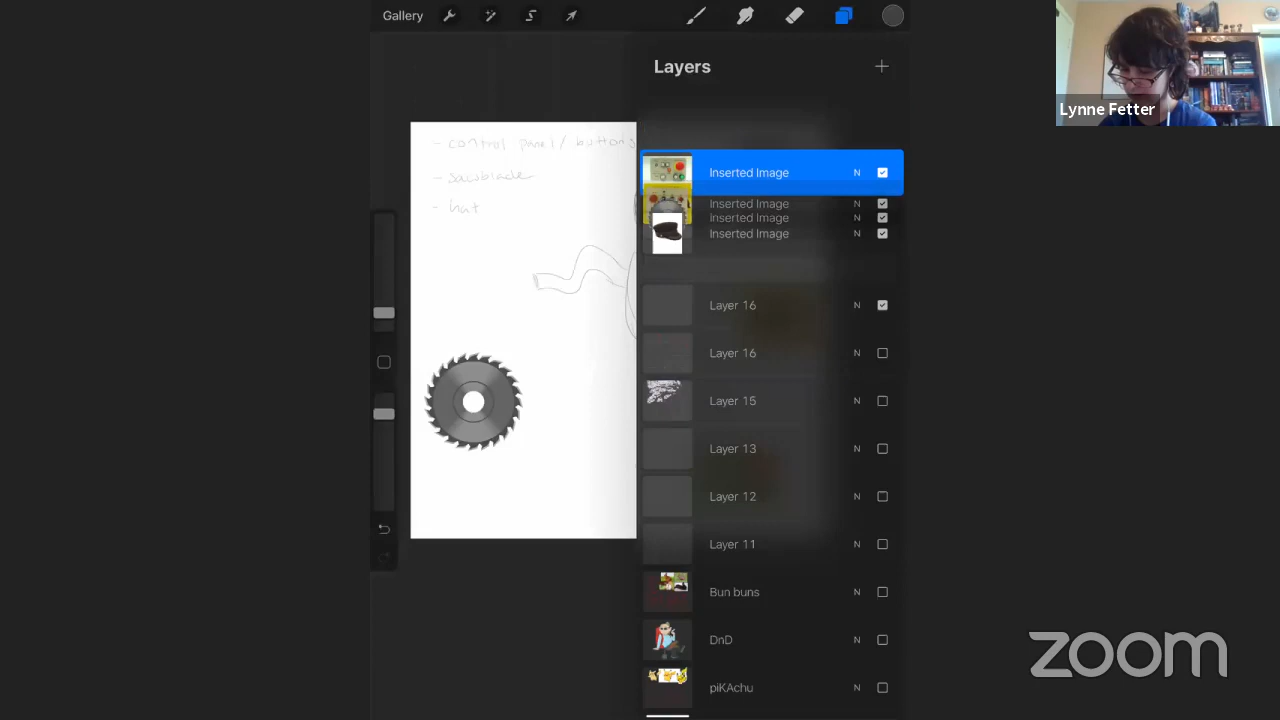 Gallery
Layers
- control panel / buttons
- sawblade
- hat
Inserted Image N
Inserted Image N
Inserted Image N
Inserted Image N
Layer 16 N
Layer 16 N
Layer 15 N
Layer 13 N
Layer 12 N
Layer 11 N
Bun buns N
DnD N
piKAchu N
Lynne Fetter
zoom